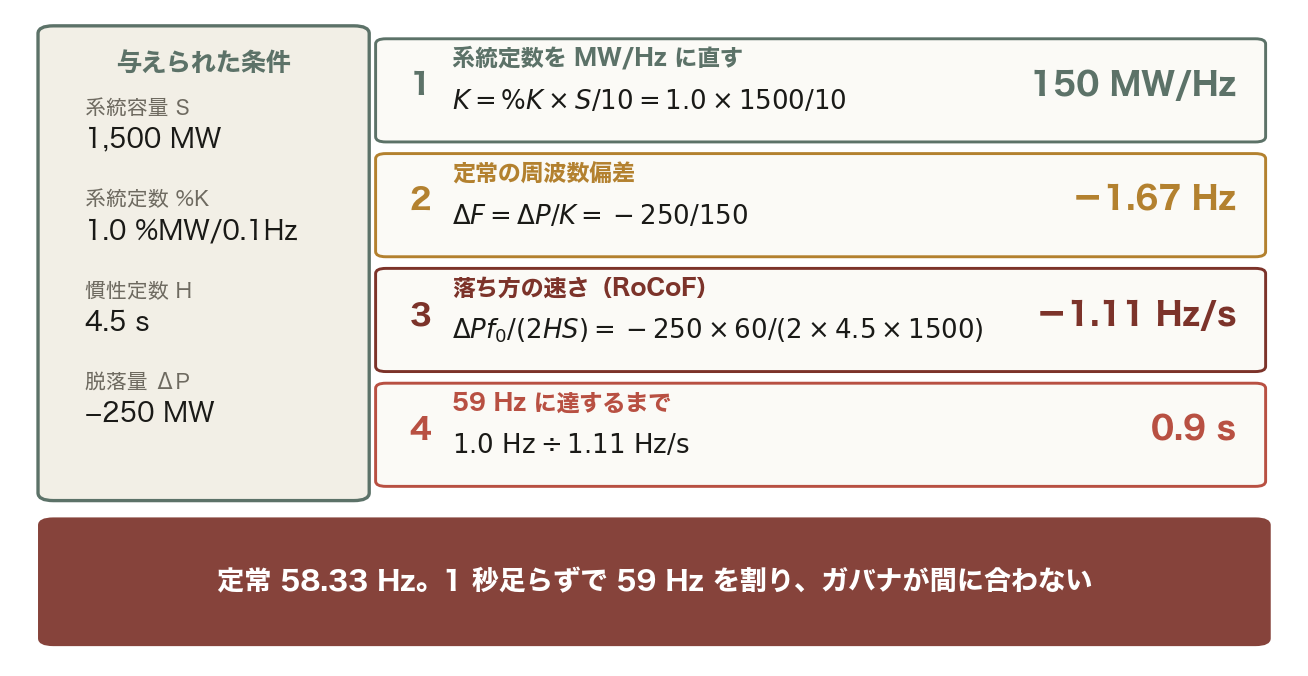 与えられた条件
系統容量 S
1,500 MW
系統定数 %K
1.0 %MW/0.1Hz
慣性定数 H
4.5 s
脱落量 ΔP
−250 MW
1
系統定数を MW/Hz に直す
K = %K × S/10 = 1.0 × 1500/10
150 MW/Hz
2
定常の周波数偏差
ΔF = ΔP/K = − 250/150
−1.67 Hz
3
落ち方の速さ（RoCoF）
ΔPf₀/(2HS) = − 250 × 60/(2 × 4.5 × 1500)
−1.11 Hz/s
4
59 Hz に達するまで
1.0 Hz ÷ 1.11 Hz/s
0.9 s
定常 58.33 Hz。1 秒足らずで 59 Hz を割り、ガバナが間に合わない